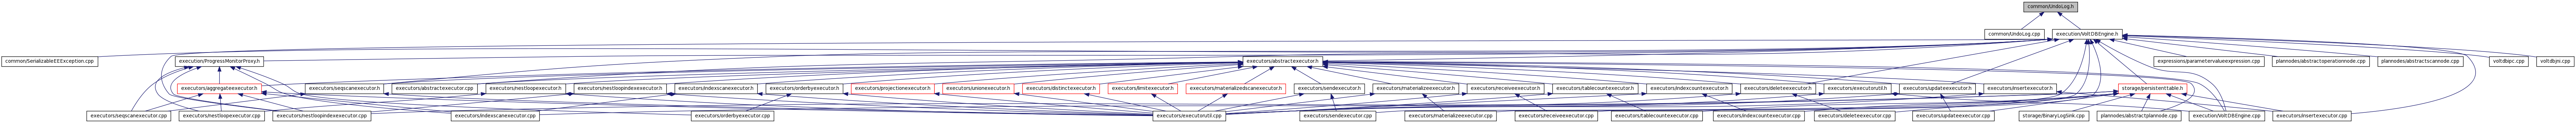 common/UndoLog.h
common/UndoLog.cpp
execution/VoltDBEngine.h
common/SerializableEEException.cpp
execution/ProgressMonitorProxy.h
executors/abstractexecutor.h
expressions/parametervalueexpression.cpp
plannodes/abstractoperationnode.cpp
plannodes/abstractscannode.cpp
voltdbipc.cpp
voltdbjni.cpp
executors/aggregateexecutor.h
executors/seqscanexecutor.h
executors/abstractexecutor.cpp
executors/nestloopexecutor.h
executors/nestloopindexexecutor.h
executors/indexscanexecutor.h
executors/orderbyexecutor.h
executors/projectionexecutor.h
executors/unionexecutor.h
executors/distinctexecutor.h
executors/limitexecutor.h
executors/materializedscanexecutor.h
executors/sendexecutor.h
executors/materializeexecutor.h
executors/receiveexecutor.h
executors/tablecountexecutor.h
executors/indexcountexecutor.h
executors/deleteexecutor.h
executors/executorutil.h
executors/updateexecutor.h
executors/insertexecutor.h
storage/persistenttable.h
executors/seqscanexecutor.cpp
executors/nestloopexecutor.cpp
executors/nestloopindexexecutor.cpp
executors/indexscanexecutor.cpp
executors/orderbyexecutor.cpp
executors/executorutil.cpp
executors/sendexecutor.cpp
executors/materializeexecutor.cpp
executors/receiveexecutor.cpp
executors/tablecountexecutor.cpp
executors/indexcountexecutor.cpp
executors/deleteexecutor.cpp
executors/updateexecutor.cpp
storage/BinaryLogSink.cpp
plannodes/abstractplannode.cpp
execution/VoltDBEngine.cpp
executors/insertexecutor.cpp